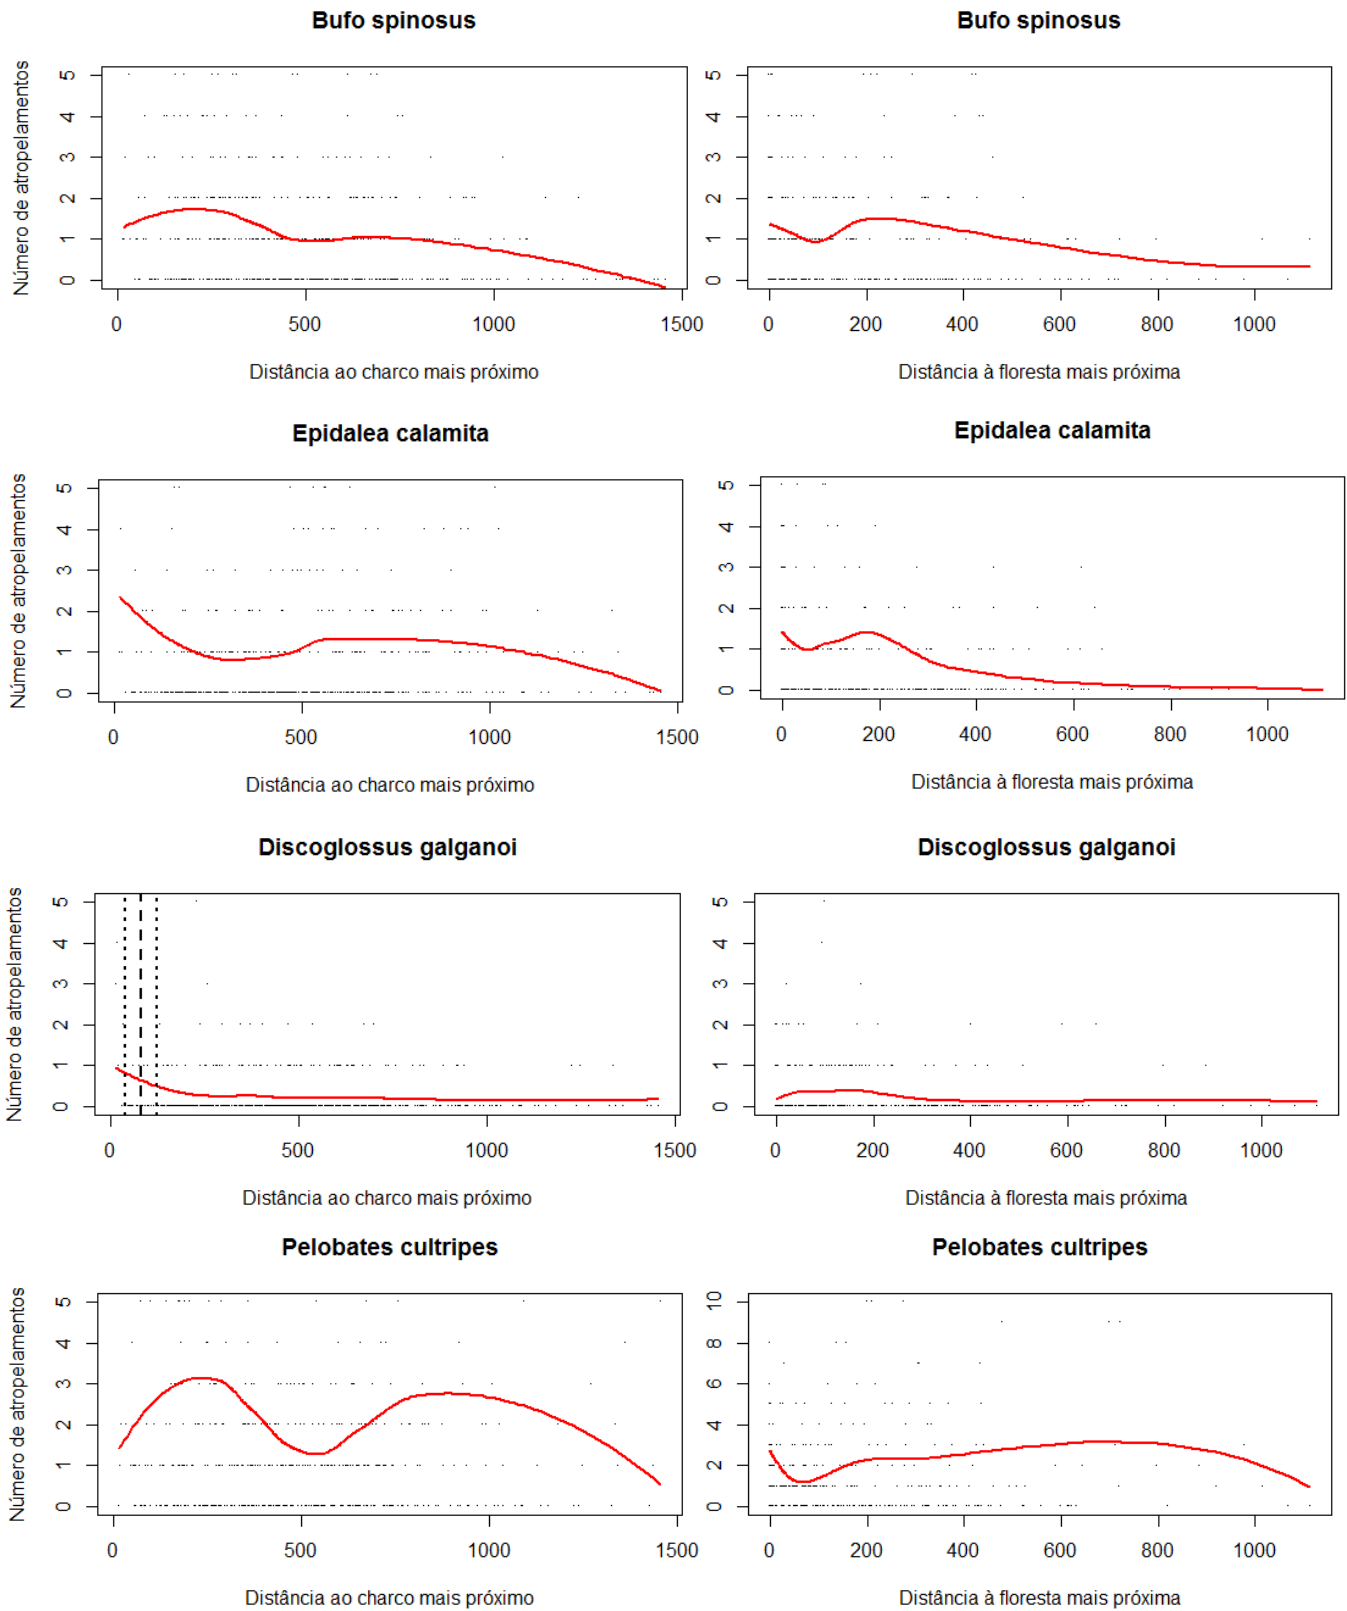 Bufo spinosus
Número de atropelamentos
5
4
3
2
1
0
0 500 1000 1500
Distância ao charco mais próximo
Bufo spinosus
5
4
3
2
1
0
0 200 400 600 800 1000
Distância à floresta mais próxima
Epidalea calamita
Número de atropelamentos
5
4
3
2
1
0
0 500 1000 1500
Distância ao charco mais próximo
Epidalea calamita
5
4
3
2
1
0
0 200 400 600 800 1000
Distância à floresta mais próxima
Discoglossus galganoi
Número de atropelamentos
5
4
3
2
1
0
0 500 1000 1500
Distância ao charco mais próximo
Discoglossus galganoi
5
4
3
2
1
0
0 200 400 600 800 1000
Distância à floresta mais próxima
Pelobates cultripes
Número de atropelamentos
5
4
3
2
1
0
0 500 1000 1500
Distância ao charco mais próximo
Pelobates cultripes
10
8
6
4
2
0
0 200 400 600 800 1000
Distância à floresta mais próxima